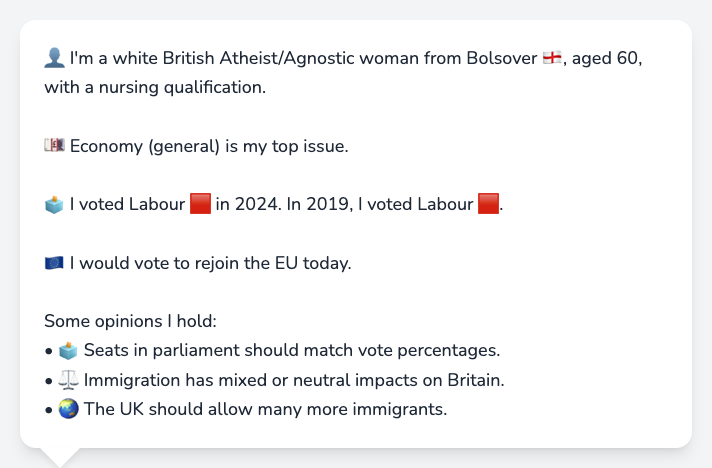 👤 I'm a white British Atheist/Agnostic woman from Bolsover 🏴󠁧󠁢󠁥󠁮󠁧󠁿, aged 60,
with a nursing qualification.
💷 Economy (general) is my top issue.
🗳️ I voted Labour 🟥 in 2024. In 2019, I voted Labour 🟥.
🇪🇺 I would vote to rejoin the EU today.
Some opinions I hold:
• 🗳️ Seats in parliament should match vote percentages.
• ⚖️ Immigration has mixed or neutral impacts on Britain.
• 🌏 The UK should allow many more immigrants.